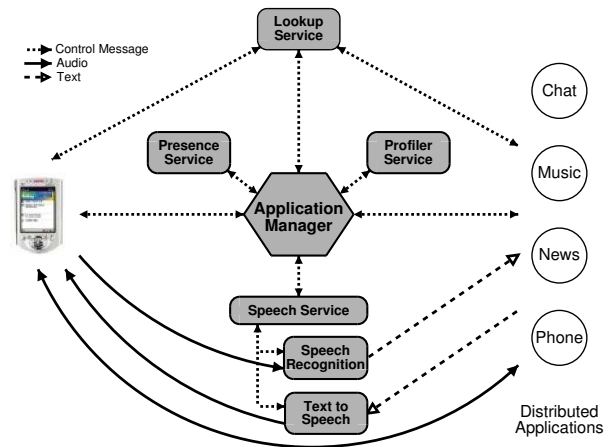 Lookup
Service
Control Message
Audio
Text
Chat
Presence
Service
Profiler
Service
Music
Application
Manager
News
Speech Service
Speech
Recognition
Phone
Text to
Speech
Distributed
Applications